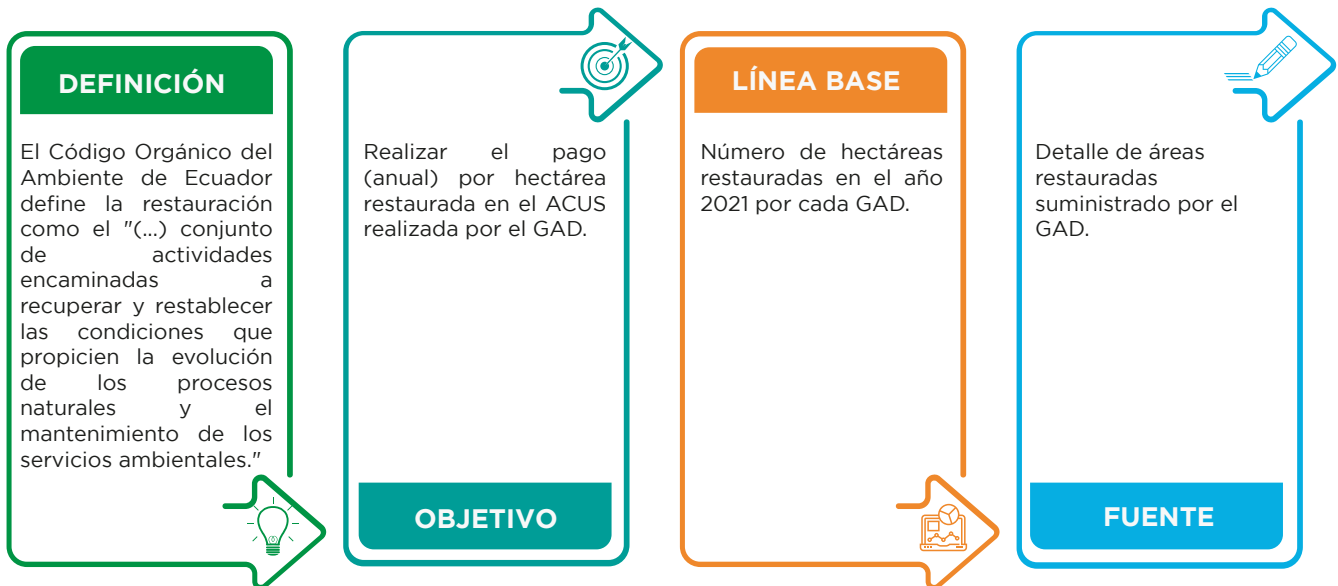 DEFINICIÓN
El Código Orgánico del
Ambiente de Ecuador
define la restauración
como el "(...) conjunto
de actividades
encaminadas a
recuperar y restablecer
las condiciones que
propicien la evolución
de los procesos
naturales y el
mantenimiento de los
servicios ambientales."
Realizar el pago
(anual) por hectárea
restaurada en el ACUS
realizada por el GAD.
OBJETIVO
LÍNEA BASE
Número de hectáreas
restauradas en el año
2021 por cada GAD.
Detalle de áreas
restauradas
suministrado por el
GAD.
FUENTE